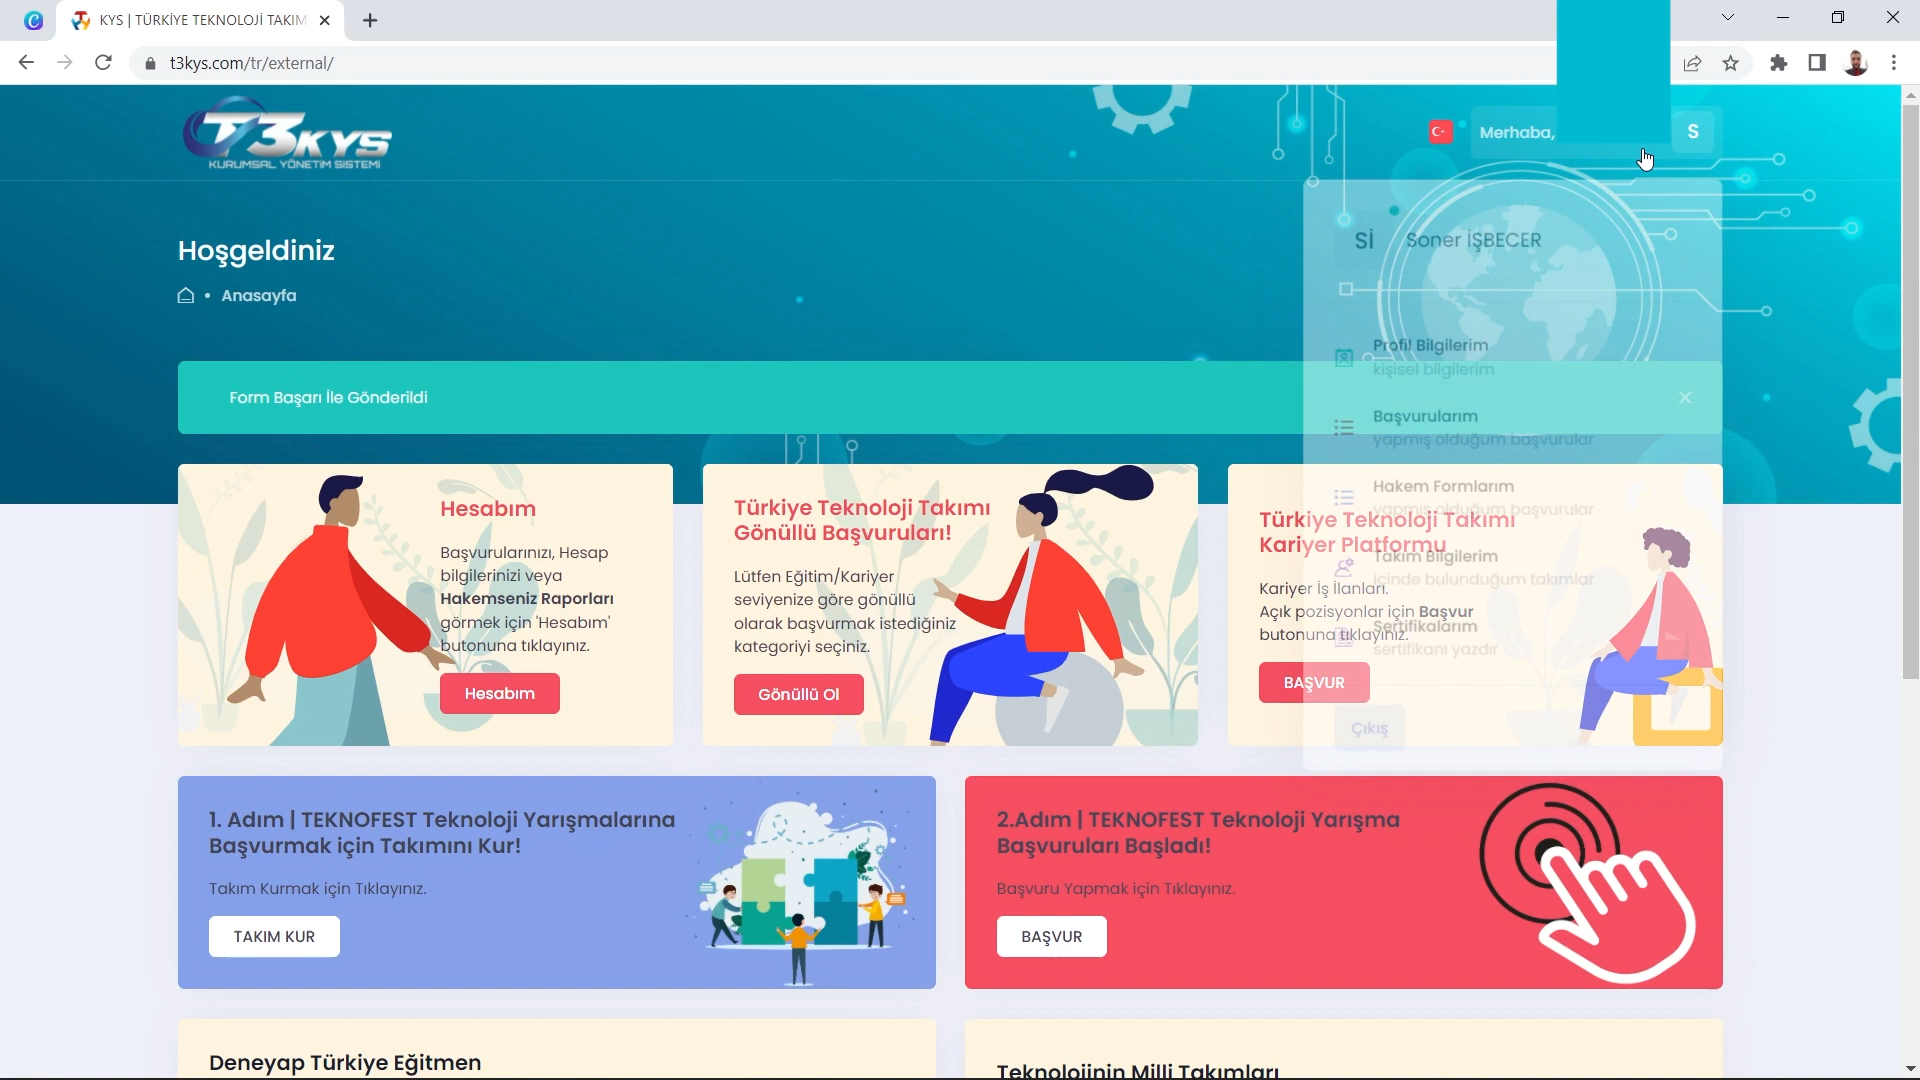 KYS | TÜRKİYE TEKNOLOJİ TAKIM
t3kys.com/tr/external/
T3 KYS
KURUMSAL YÖNETİM SİSTEMİ
Merhaba,
S
Hoşgeldiniz
Anasayfa
Sİ
Soner İŞBECER
Profil Bilgilerim
kişisel bilgilerim
Başvurularım
yapmış olduğum başvurular
Hakem Formlarım
yapmış olduğum başvurular
Takım Bilgilerim
içinde bulunduğum takımlar
Sertifikalarım
sertifikanı yazdır
Çıkış
Form Başarı İle Gönderildi
Hesabım
Başvurularınızı, Hesap
bilgilerinizi veya
Hakemseniz Raporları
görmek için 'Hesabım'
butonuna tıklayınız.
Hesabım
Türkiye Teknoloji Takımı
Gönüllü Başvuruları!
Lütfen Eğitim/Kariyer
seviyenize göre gönüllü
olarak başvurmak istediğiniz
kategoriyi seçiniz.
Gönüllü Ol
Türkiye Teknoloji Takımı
Kariyer Platformu
Kariyer İş İlanları.
Açık pozisyonlar için Başvur
butonuna tıklayınız.
BAŞVUR
1. Adım | TEKNOFEST Teknoloji Yarışmalarına
Başvurmak için Takımını Kur!
Takım Kurmak için Tıklayınız.
TAKIM KUR
2.Adım | TEKNOFEST Teknoloji Yarışma
Başvuruları Başladı!
Başvuru Yapmak için Tıklayınız.
BAŞVUR
Deneyap Türkiye Eğitmen
Teknolojinin Milli Takımları